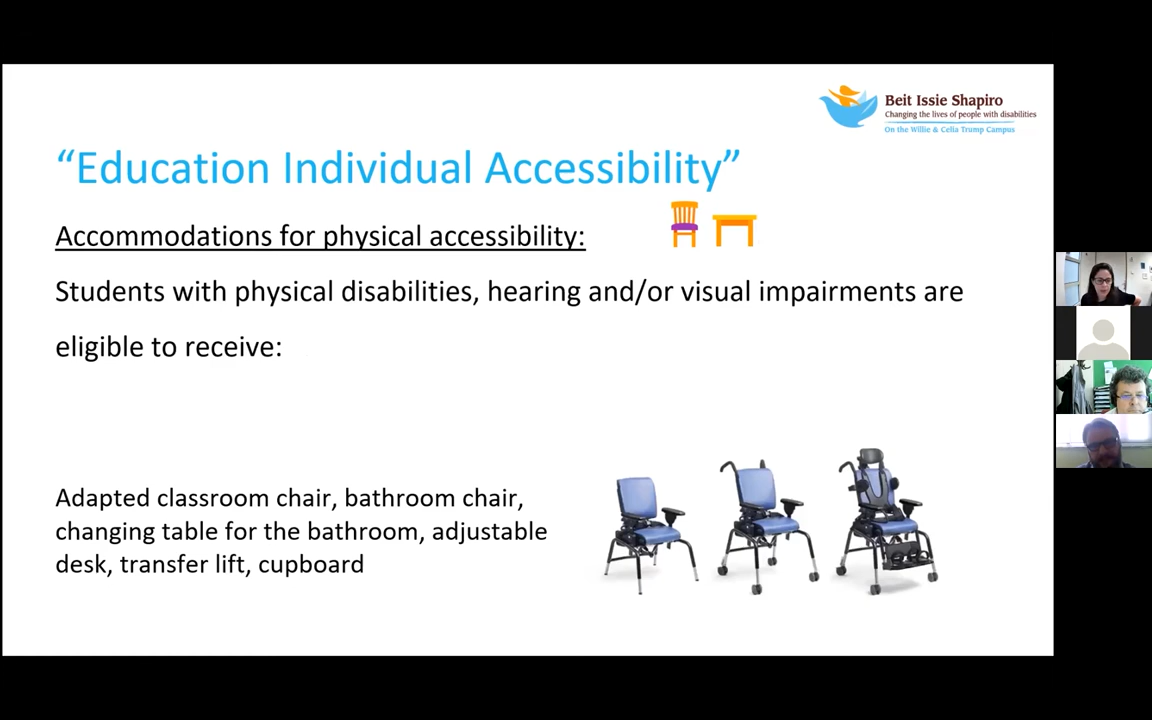 Beit Issie Shapiro
Changing the lives of people with disabilities
On the Willie & Celia Trump Campus
“Education Individual Accessibility”
Accommodations for physical accessibility:
Students with physical disabilities, hearing and/or visual impairments are
eligible to receive:
Adapted classroom chair, bathroom chair,
changing table for the bathroom, adjustable
desk, transfer lift, cupboard